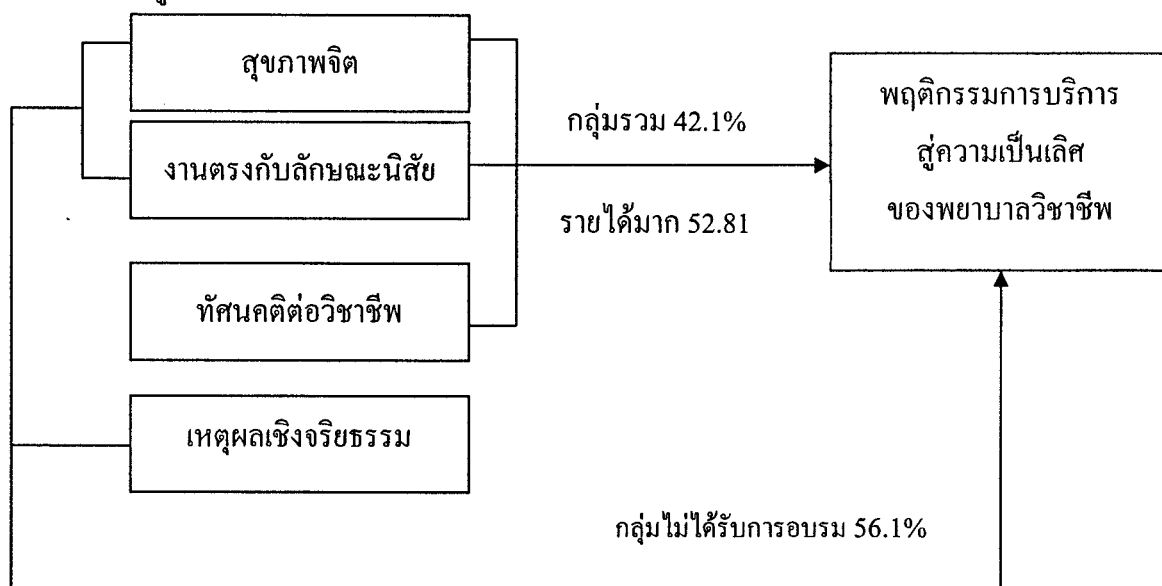 สุขภาพจิต
งานตรงกับลักษณะนิสัย
ทัศนคติต่อวิชาชีพ
เหตุผลเชิงจริยธรรม
กลุ่มรวม 42.1%
รายได้มาก 52.81
พฤติกรรมการบริการ
สู่ความเป็นเลิศ
ของพยาบาลวิชาชีพ
กลุ่มไม่ได้รับการอบรม 56.1%